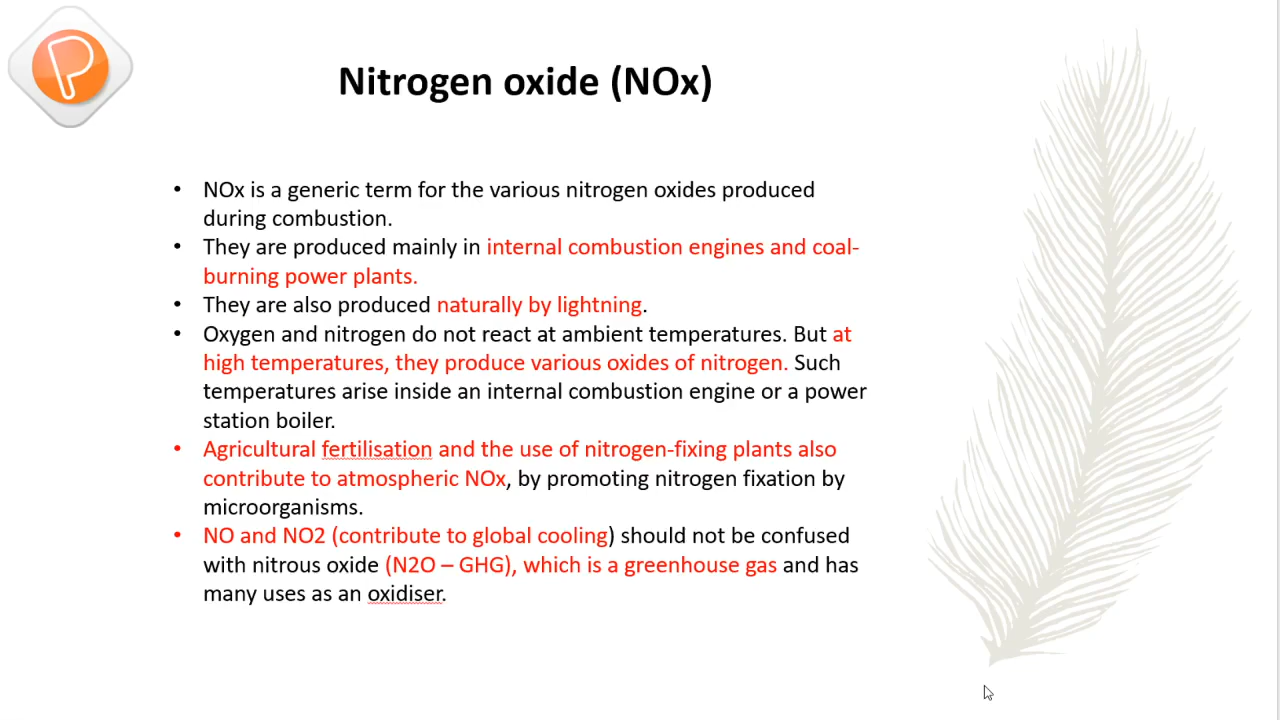 P
Nitrogen oxide (NOx)
• NOx is a generic term for the various nitrogen oxides produced
during combustion.
• They are produced mainly in internal combustion engines and coal-
burning power plants.
• They are also produced naturally by lightning.
• Oxygen and nitrogen do not react at ambient temperatures. But at
high temperatures, they produce various oxides of nitrogen. Such
temperatures arise inside an internal combustion engine or a power
station boiler.
• Agricultural fertilisation and the use of nitrogen-fixing plants also
contribute to atmospheric NOx, by promoting nitrogen fixation by
microorganisms.
• NO and NO2 (contribute to global cooling) should not be confused
with nitrous oxide (N2O – GHG), which is a greenhouse gas and has
many uses as an oxidiser.